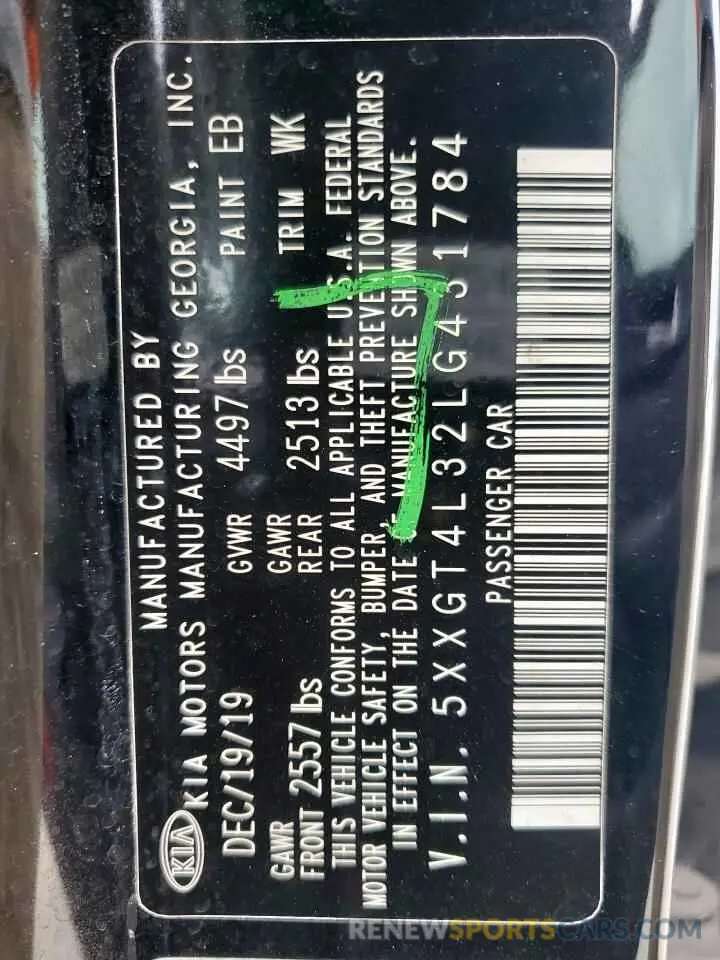 MANUFACTURED BY
KIA MOTORS MANUFACTURING GEORGIA, INC.
DEC/19/19 GVWR 4497 lbs PAINT EB
GAWR FRONT 2557 lbs GAWR REAR 2513 lbs TRIM WK
THIS VEHICLE CONFORMS TO ALL APPLICABLE U.S.A. FEDERAL
MOTOR VEHICLE SAFETY, BUMPER, AND THEFT PREVENTION STANDARDS
IN EFFECT ON THE DATE OF MANUFACTURE SHOWN ABOVE.
V.I.N. 5XXGT4L32LG431784
PASSENGER CAR
KIA
RENEWSPORTSCARS.COM